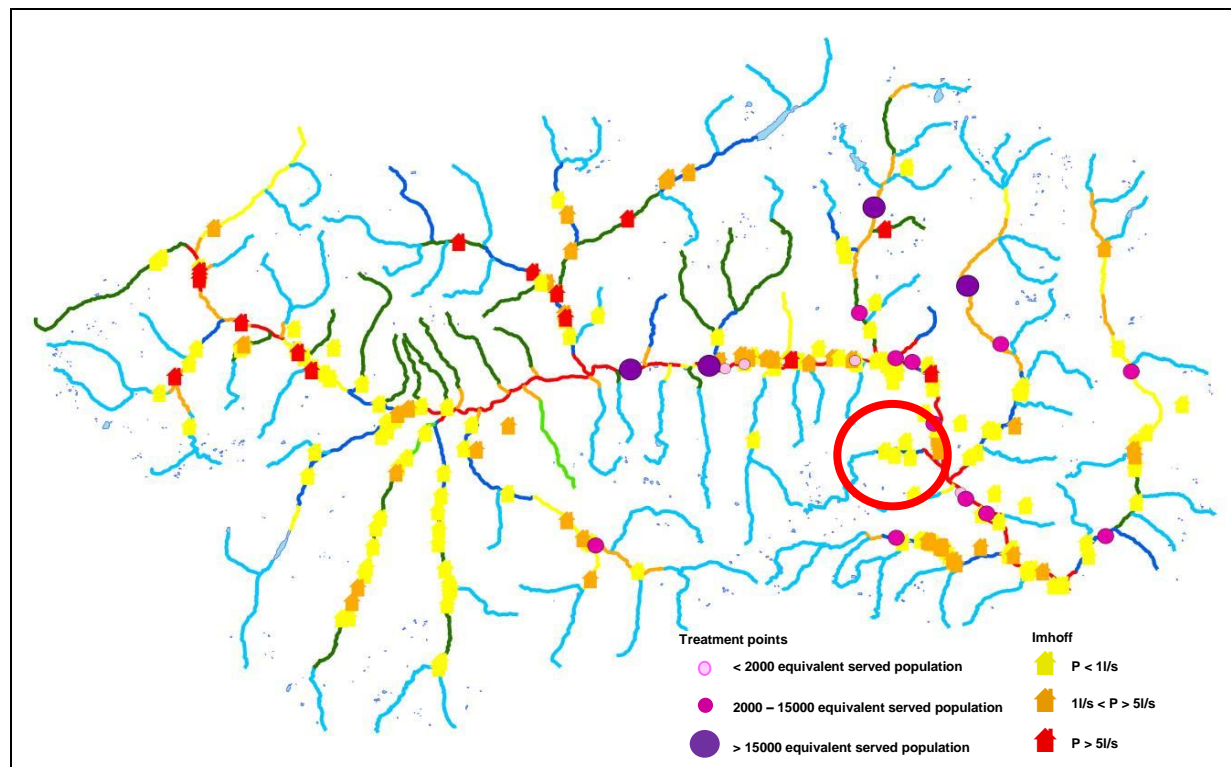 Treatment points
< 2000 equivalent served population
2000 – 15000 equivalent served population
> 15000 equivalent served population
Imhoff
P < 1l/s
1l/s < P > 5l/s
P > 5l/s